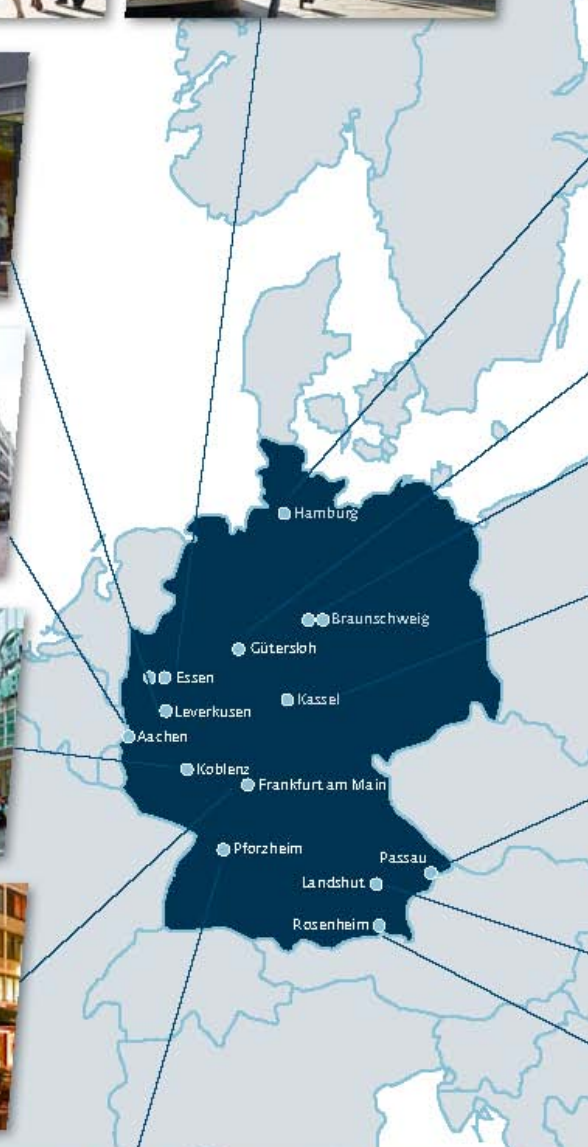 Hamburg
Braunschweig
Gütersloh
Essen
Kassel
Leverkusen
Aachen
Koblenz
Frankfurt am Main
Pforzheim
Passau
Landshut
Rosenheim